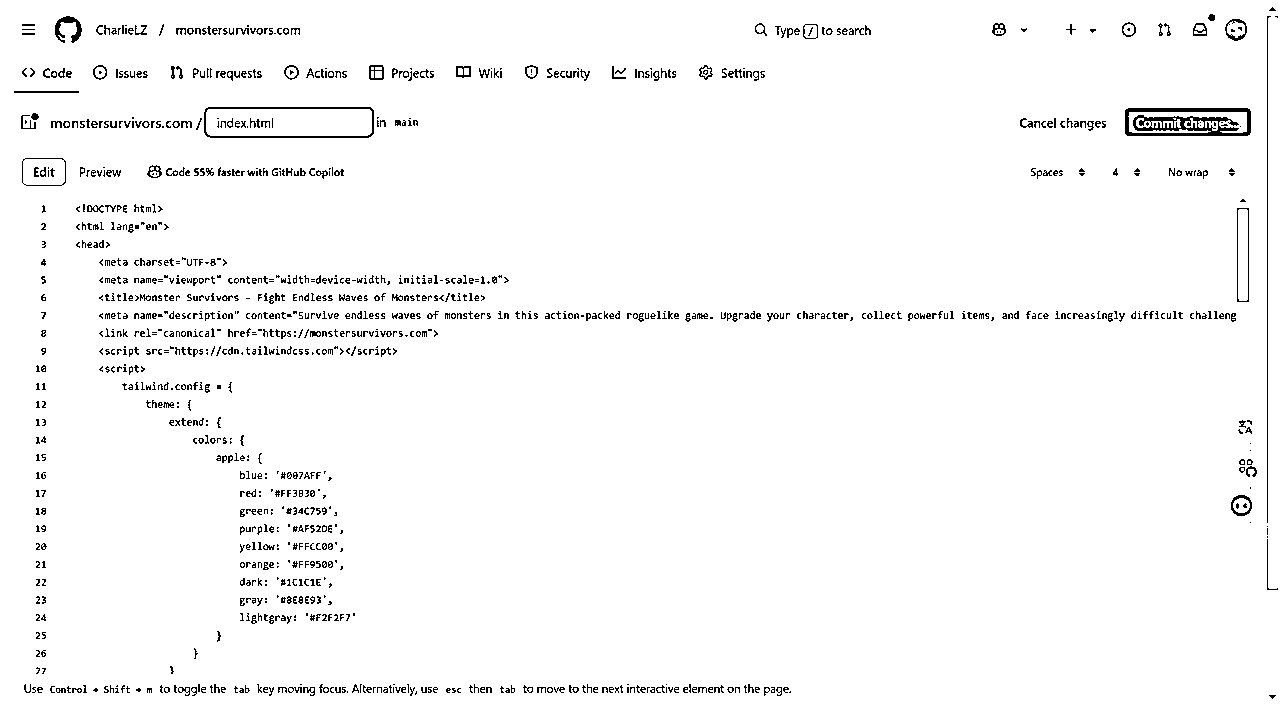 CharlieLZ / monstersurvivors.com
Type / to search
Code Issues Pull requests Actions Projects Wiki Security Insights Settings
monstersurvivors.com / index.html in main
Cancel changes Commit changes...
Edit Preview Code 55% faster with GitHub Copilot
Spaces 4 No wrap
1 <!DOCTYPE html>
2 <html lang="en">
3 <head>
4 <meta charset="UTF-8">
5 <meta name="viewport" content="width=device-width, initial-scale=1.0">
6 <title>Monster Survivors - Fight Endless Waves of Monsters</title>
7 <meta name="description" content="Survive endless waves of monsters in this action-packed roguelike game. Upgrade your character, collect powerful items, and face increasingly difficult challeng
8 <link rel="canonical" href="https://monstersurvivors.com">
9 <script src="https://cdn.tailwindcss.com"></script>
10 <script>
11 tailwind.config = {
12 theme: {
13 extend: {
14 colors: {
15 apple: {
16 blue: '#007AFF',
17 red: '#FF3B30',
18 green: '#34C759',
19 purple: '#AF52DE',
20 yellow: '#FFCC00',
21 orange: '#FF9500',
22 dark: '#1C1C1E',
23 gray: '#8E8E93',
24 lightgray: '#F2F2F7'
25 }
26 }
27 }
Use Control + Shift + m to toggle the tab key moving focus. Alternatively, use esc then tab to move to the next interactive element on the page.